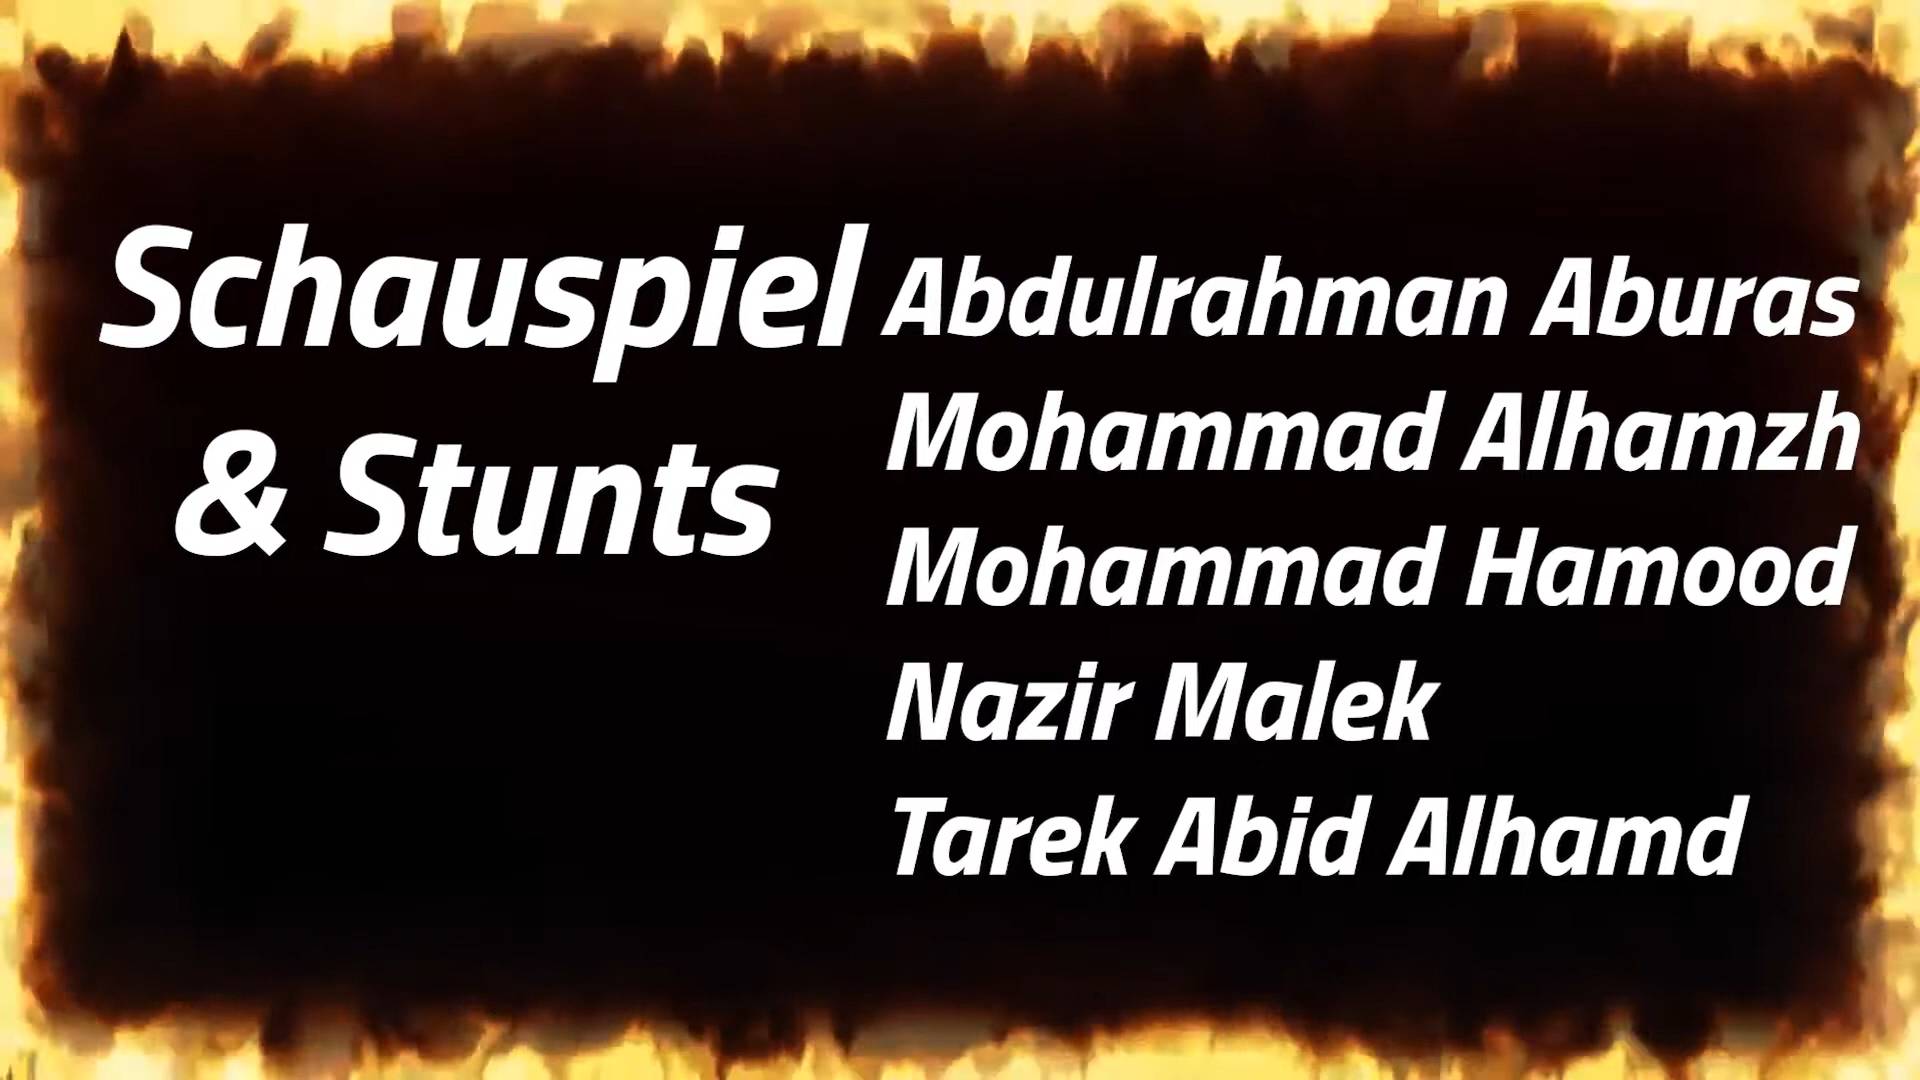 Schauspiel
& Stunts
Abdulrahman Aburas
Mohammad Alhamzh
Mohammad Hamood
Nazir Malek
Tarek Abid Alhamd